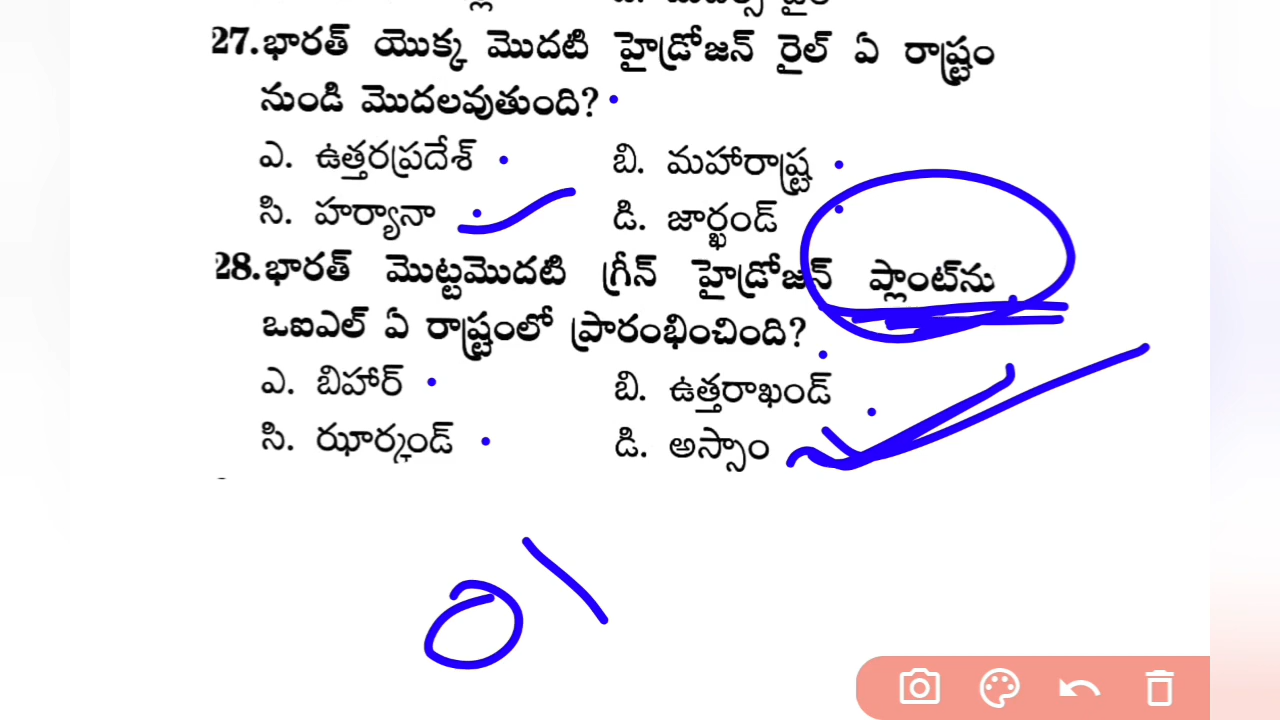 27. భారత్ యొక్క మొదటి హైడ్రోజన్ రైల్ ఏ రాష్ట్రం
నుండి మొదలవుతుంది?
ఎ. ఉత్తరప్రదేశ్ బి. మహారాష్ట్ర
సి. హర్యానా డి. జార్ఖండ్
28. భారత్ మొట్టమొదటి గ్రీన్ హైడ్రోజన్ ప్లాంట్‌ను
ఒఐఎల్ ఏ రాష్ట్రంలో ప్రారంభించింది?
ఎ. బిహార్ బి. ఉత్తరాఖండ్
సి. ఝార్కండ్ డి. అస్సాం